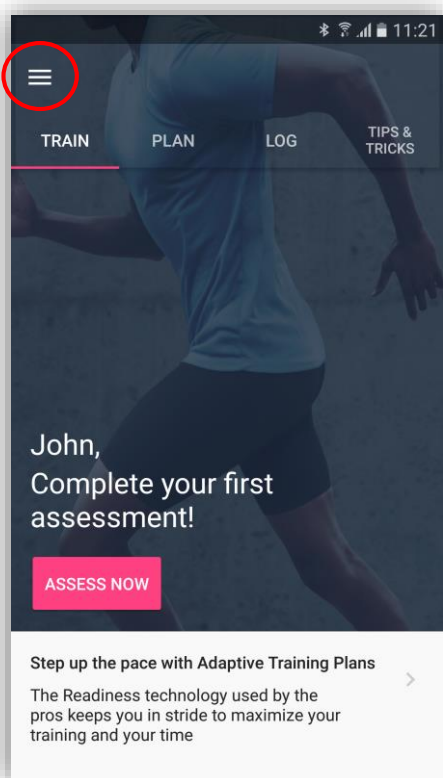 11:21
TRAIN
PLAN
LOG
TIPS &
TRICKS
John,
Complete your first
assessment!
ASSESS NOW
Step up the pace with Adaptive Training Plans
The Readiness technology used by the
pros keeps you in stride to maximize your
training and your time